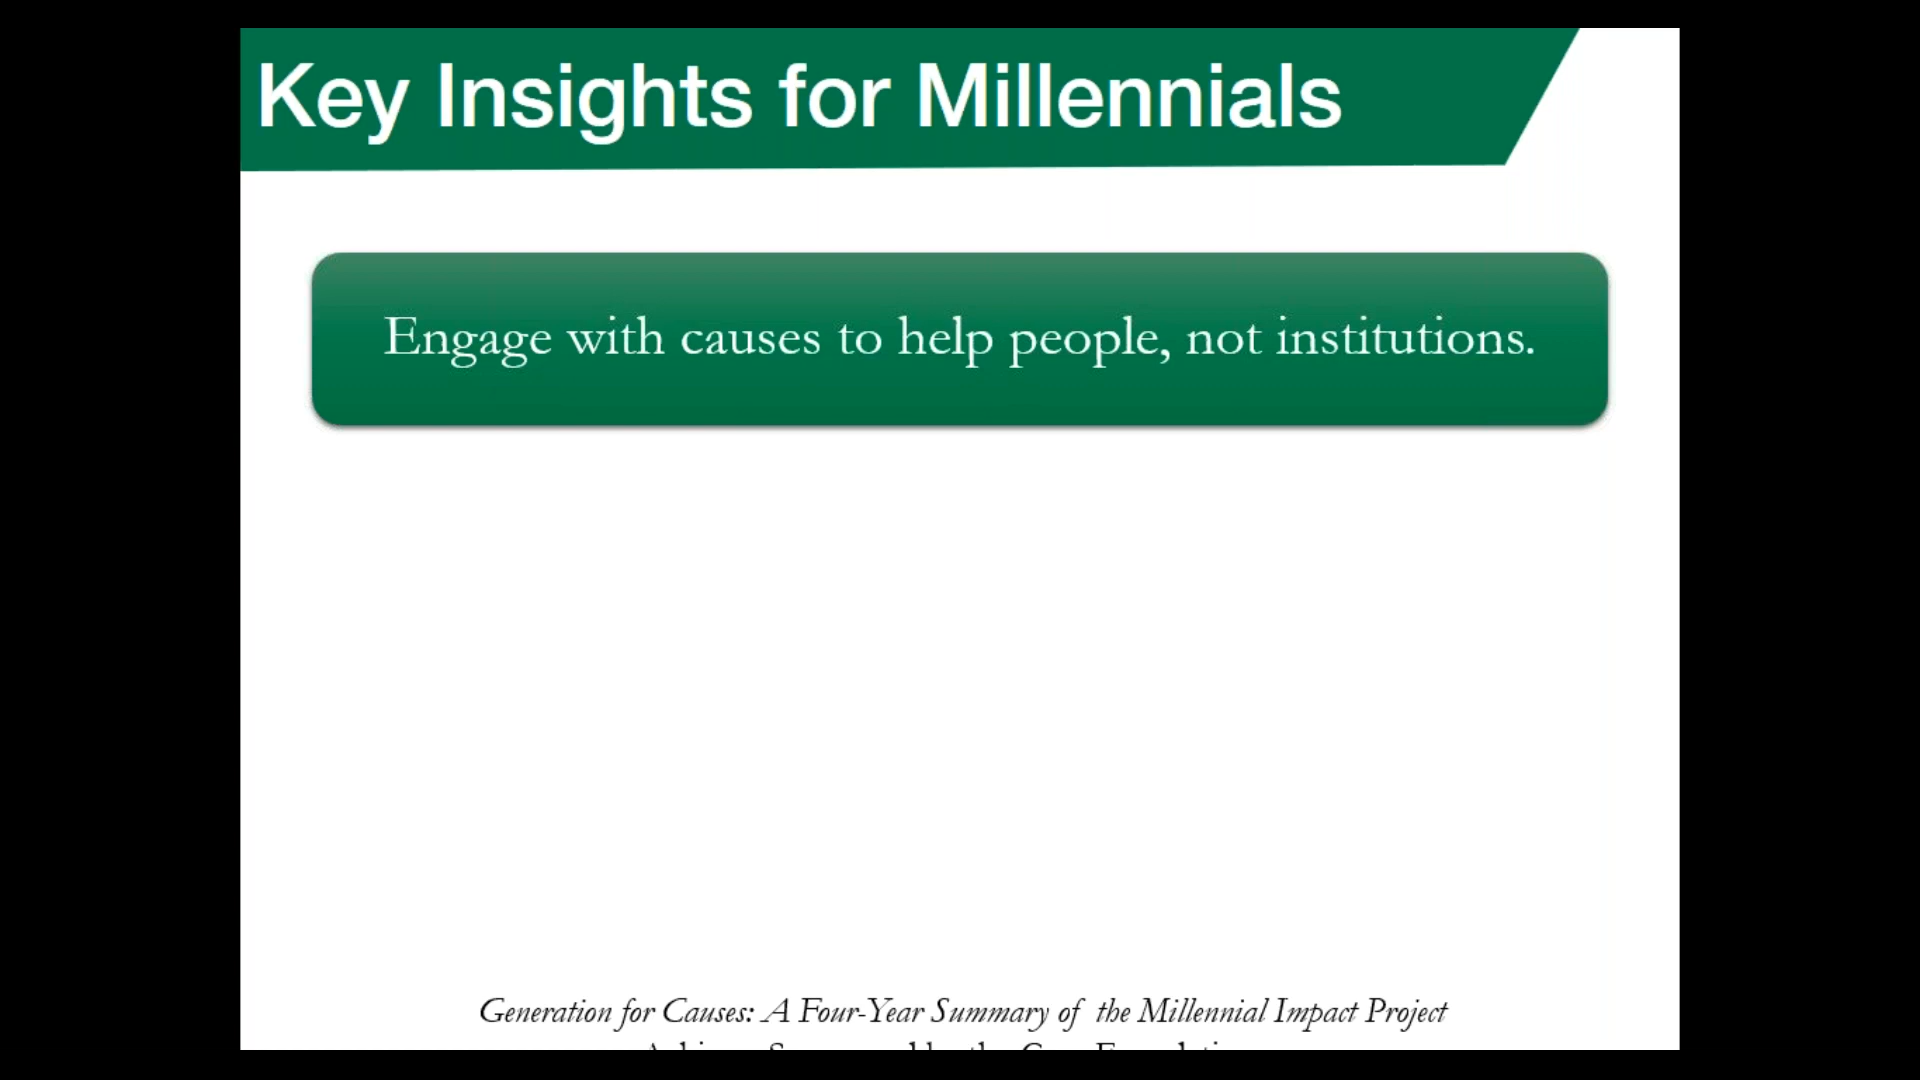 Key Insights for Millennials
Engage with causes to help people, not institutions.
Generation for Causes: A Four-Year Summary of the Millennial Impact Project